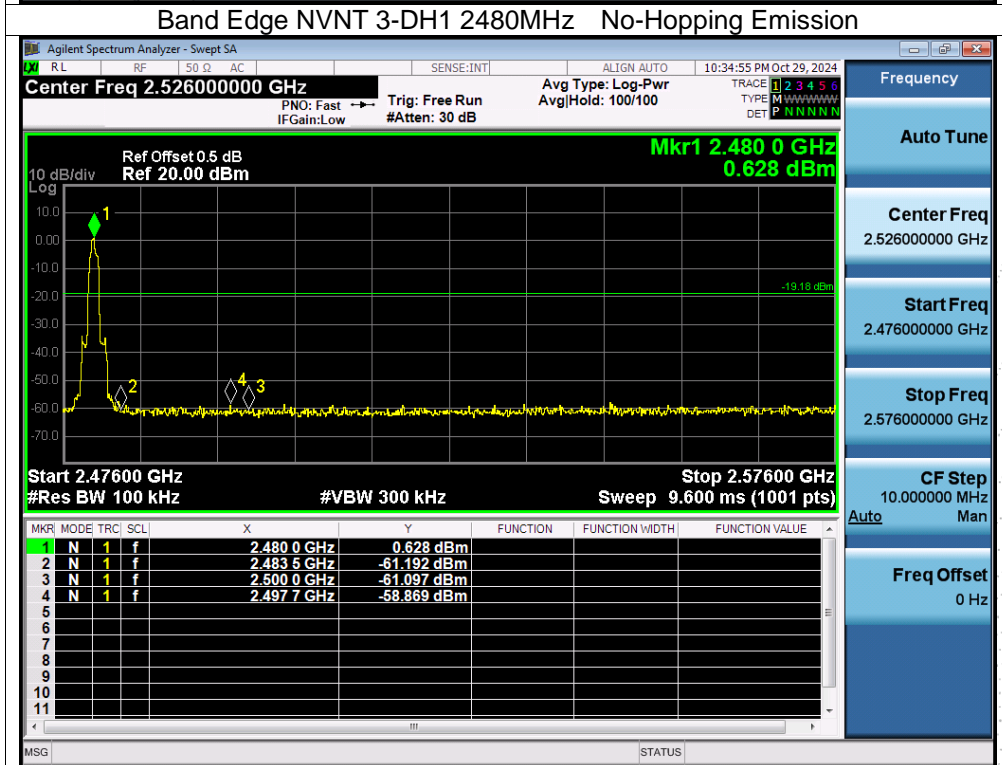 Band Edge NVNT 3-DH1 2480MHz No-Hopping Emission
Agilent Spectrum Analyzer - Swept SA
LXI RL RF 50 Ω AC SENSE:INT ALIGN AUTO 10:34:55 PM Oct 29, 2024
Center Freq 2.526000000 GHz
PNO: Fast
IFGain:Low
Trig: Free Run
#Atten: 30 dB
Avg Type: Log-Pwr
Avg|Hold: 100/100
TRACE 1 2 3 4 5 6
TYPE M WWWWW
DET P N N N N N
Ref Offset 0.5 dB
10 dB/div Ref 20.00 dBm
Log
Mkr1 2.480 0 GHz
0.628 dBm
10.0
0.00
-10.0
-20.0
-30.0
-40.0
-50.0
-60.0
-70.0
1
-19.18 dBm
2
4
3
Start 2.47600 GHz Stop 2.57600 GHz
#Res BW 100 kHz #VBW 300 kHz Sweep 9.600 ms (1001 pts)
MKR MODE TRC SCL X Y FUNCTION FUNCTION WIDTH FUNCTION VALUE
1 N 1 f 2.480 0 GHz 0.628 dBm
2 N 1 f 2.483 5 GHz -61.192 dBm
3 N 1 f 2.500 0 GHz -61.097 dBm
4 N 1 f 2.497 7 GHz -58.869 dBm
5
6
7
8
9
10
11
MSG STATUS
Frequency
Auto Tune
Center Freq
2.526000000 GHz
Start Freq
2.476000000 GHz
Stop Freq
2.576000000 GHz
CF Step
10.000000 MHz
Auto Man
Freq Offset
0 Hz